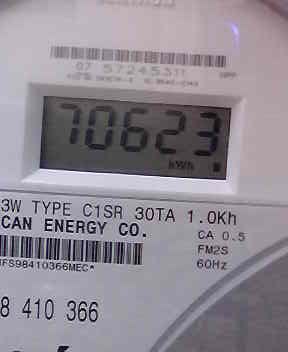 07 57245311
70623
kWh
3W TYPE C1SR 30TA 1.0Kh
CAN ENERGY CO.
CA 0.5
FM2S
60Hz
IFS98410366MEC*
8 410 366